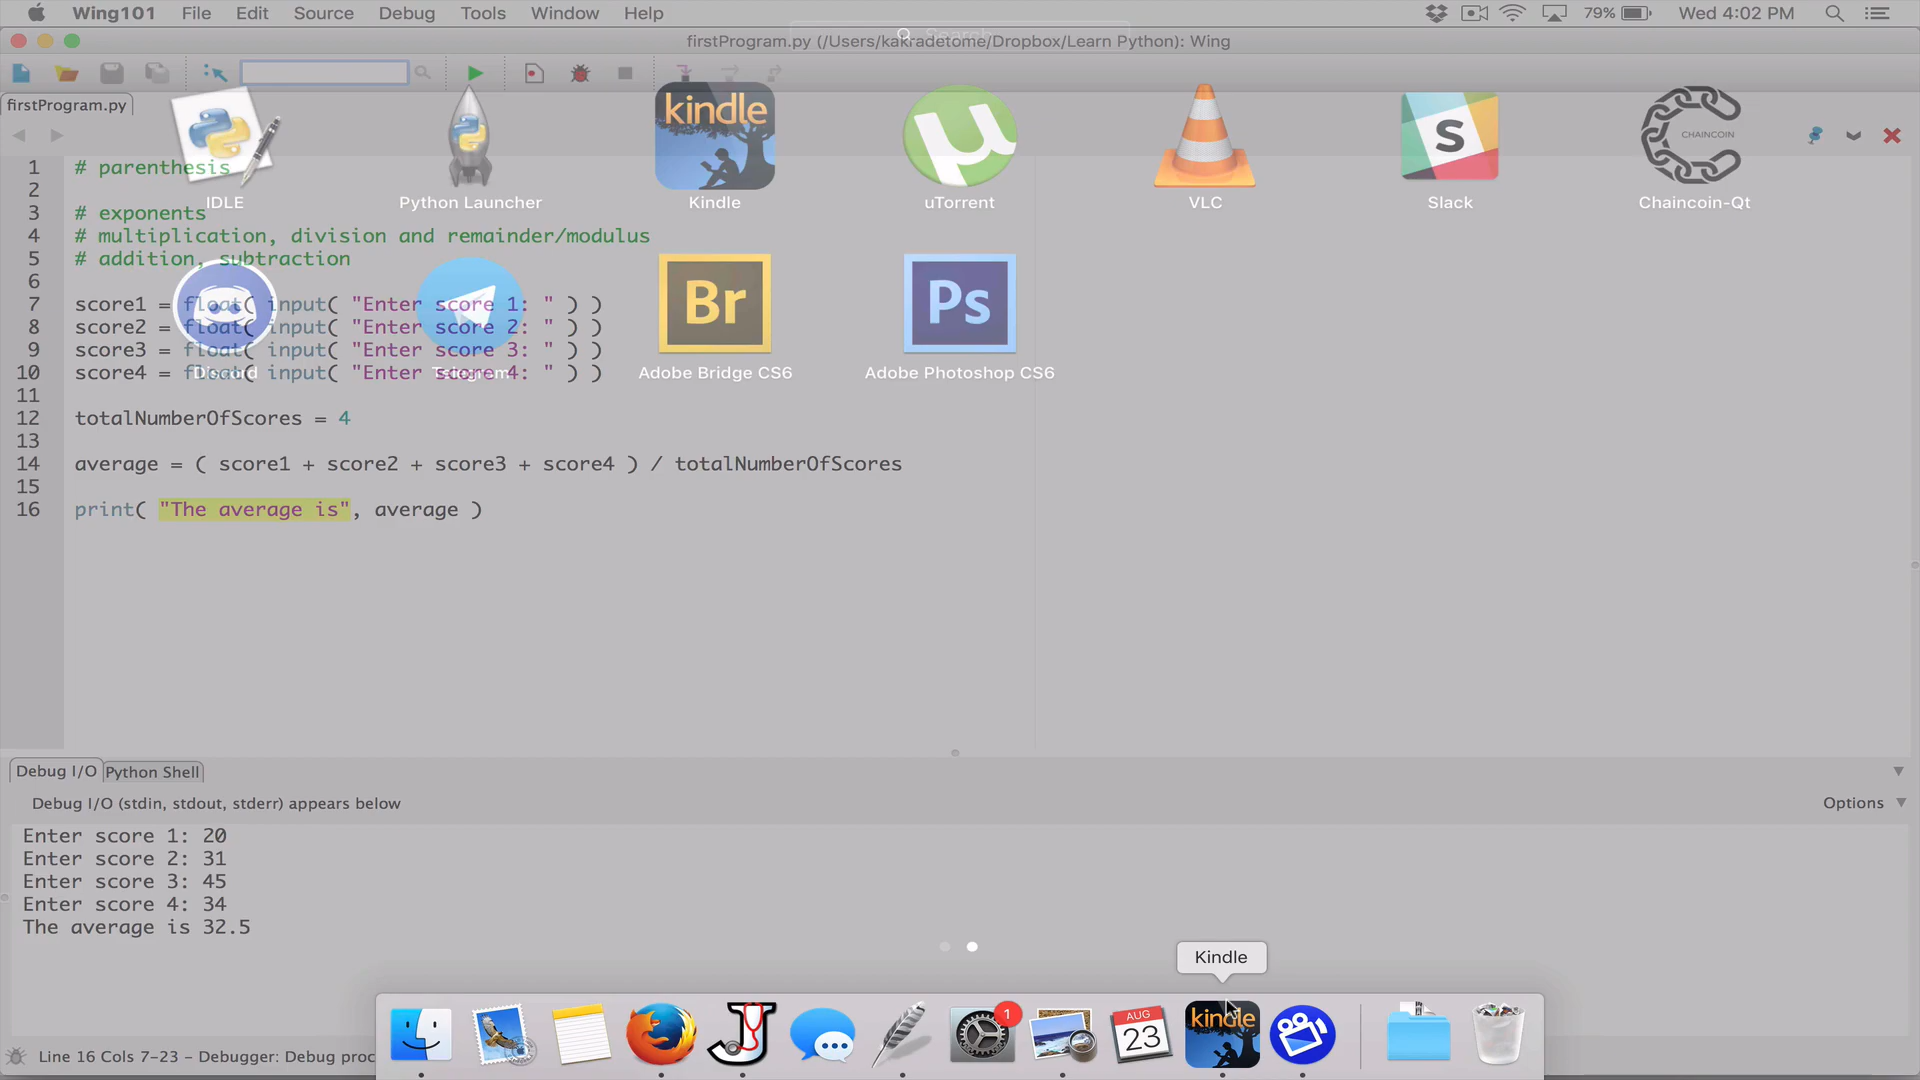 Wing101 File Edit Source Debug Tools Window Help 79% Wed 4:02 PM
Search
firstProgram.py (/Users/kakradetome/Dropbox/Learn Python): Wing
firstProgram.py
kindle
S
CHAINCOIN
IDLE Python Launcher Kindle uTorrent VLC Slack Chaincoin-Qt
Br Ps
Discord Telegram Adobe Bridge CS6 Adobe Photoshop CS6
1 # parenthesis
2
3 # exponents
4 # multiplication, division and remainder/modulus
5 # addition, subtraction
6
7 score1 = float( input( "Enter score 1: " ) )
8 score2 = float( input( "Enter score 2: " ) )
9 score3 = float( input( "Enter score 3: " ) )
10 score4 = float( input( "Enter score 4: " ) )
11
12 totalNumberOfScores = 4
13
14 average = ( score1 + score2 + score3 + score4 ) / totalNumberOfScores
15
16 print( "The average is", average )
Debug I/O Python Shell
Debug I/O (stdin, stdout, stderr) appears below Options
Enter score 1: 20
Enter score 2: 31
Enter score 3: 45
Enter score 4: 34
The average is 32.5
Kindle
1
AUG
23
kindle
Line 16 Cols 7-23 - Debugger: Debug proc